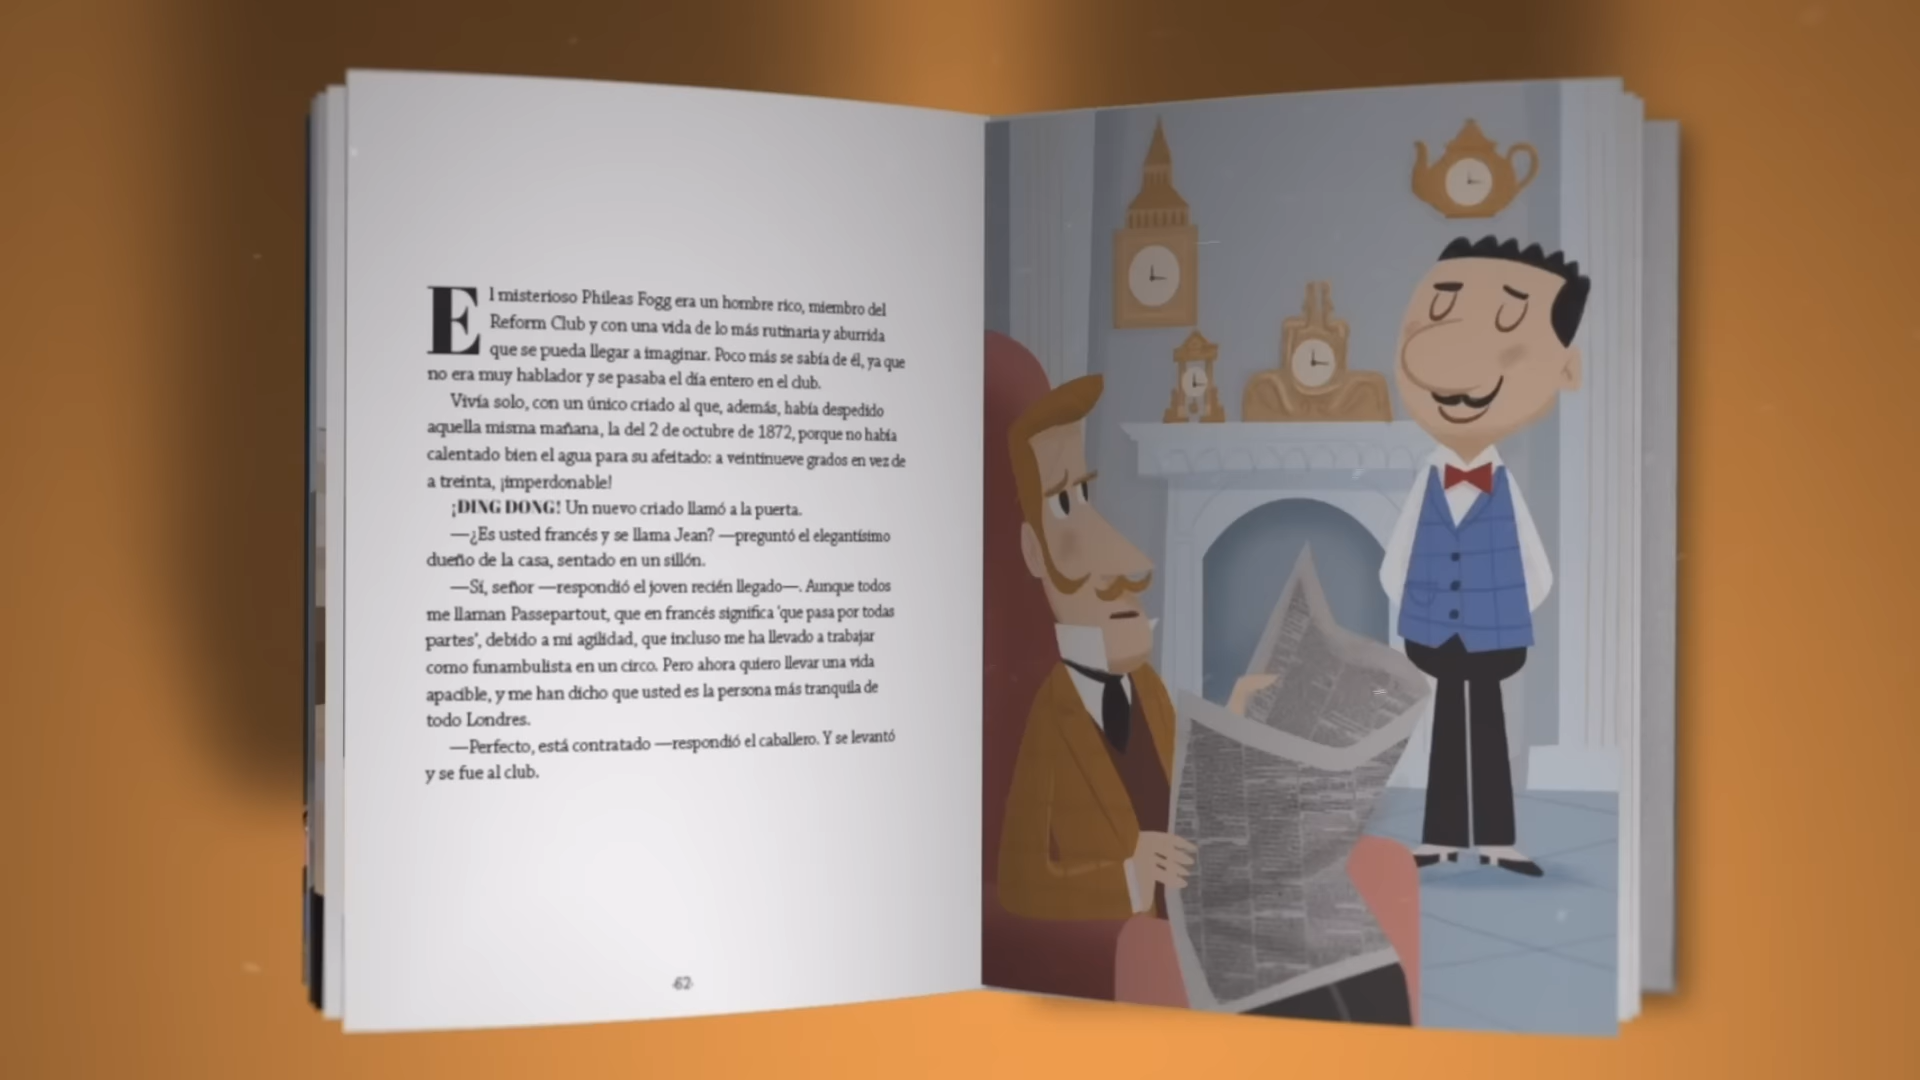 El misterioso Phileas Fogg era un hombre rico, miembro del
Reform Club y con una vida de lo más rutinaria y aburrida
que se pueda llegar a imaginar. Poco más se sabía de él, ya que
no era muy hablador y se pasaba el día entero en el club.
Vivía solo, con un único criado al que, además, había despedido
aquella misma mañana, la del 2 de octubre de 1872, porque no había
calentado bien el agua para su afeitado: a veintinueve grados en vez de
a treinta, ¡imperdonable!
¡DING DONG! Un nuevo criado llamó a la puerta.
—¿Es usted francés y se llama Jean? —preguntó el elegantísimo
dueño de la casa, sentado en un sillón.
—Sí, señor —respondió el joven recién llegado—. Aunque todos
me llaman Passepartout, que en francés significa 'que pasa por todas
partes', debido a mi agilidad, que incluso me ha llevado a trabajar
como funambulista en un circo. Pero ahora quiero llevar una vida
apacible, y me han dicho que usted es la persona más tranquila de
todo Londres.
—Perfecto, está contratado —respondió el caballero. Y se levantó
y se fue al club.
·62·